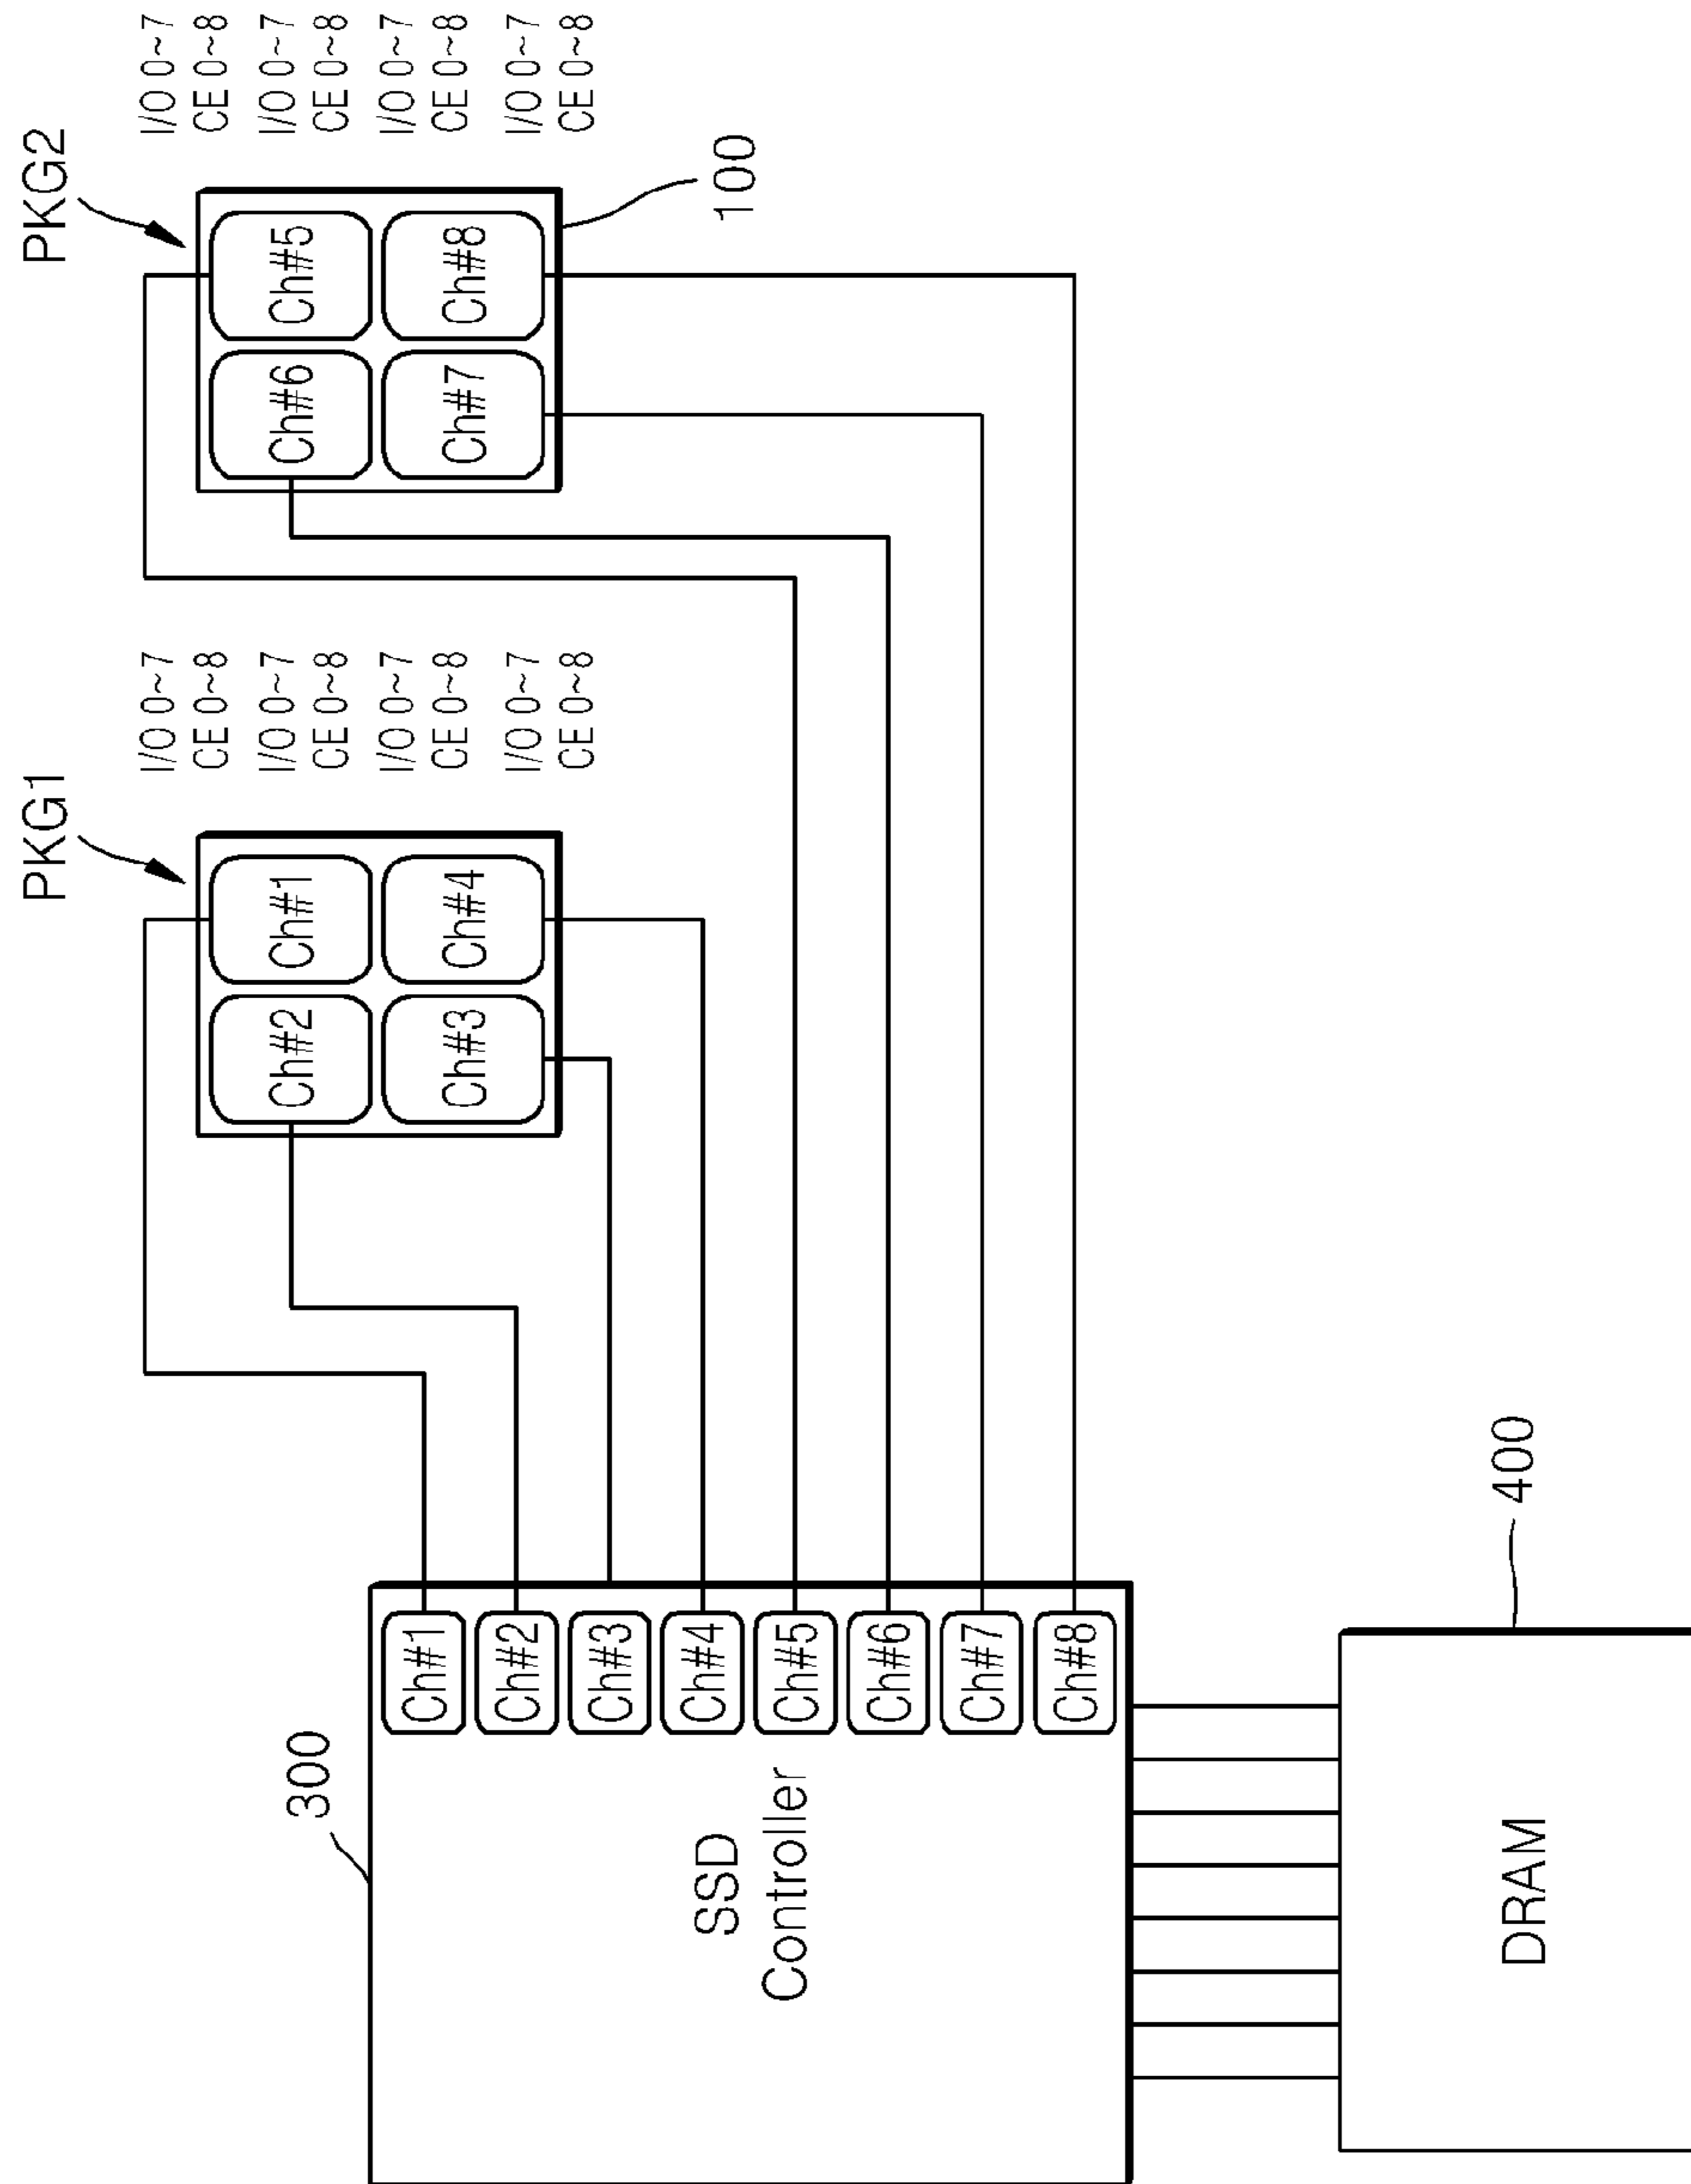 PKG1
I/O 0~7
CE 0~8
I/O 0~7
CE 0~8
I/O 0~7
CE 0~8
I/O 0~7
CE 0~8
Ch#2
Ch#1
Ch#3
Ch#4
PKG2
I/O 0~7
CE 0~8
I/O 0~7
CE 0~8
I/O 0~7
CE 0~8
I/O 0~7
CE 0~8
Ch#6
Ch#5
Ch#7
Ch#8
100
300
SSD
Controller
Ch#1
Ch#2
Ch#3
Ch#4
Ch#5
Ch#6
Ch#7
Ch#8
400
DRAM